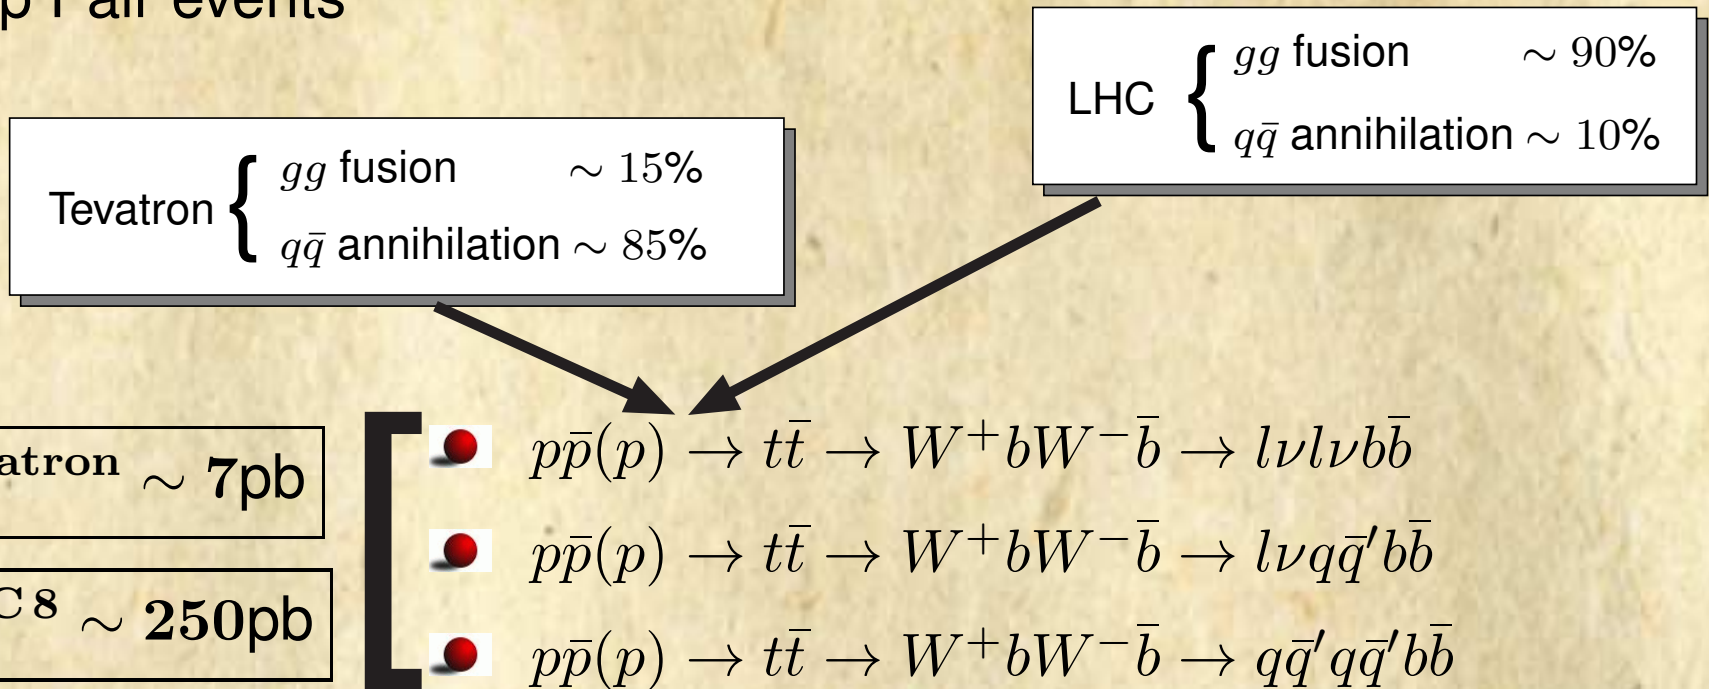 Pair events
LHC { gg fusion ∼ 90%
qq̄ annihilation ∼ 10%
Tevatron { gg fusion ∼ 15%
qq̄ annihilation ∼ 85%
atron ∼ 7pb
C 8 ∼ 250pb
pp̄(p) → tt̄ → W⁺bW⁻b̄ → lνlνbb̄
pp̄(p) → tt̄ → W⁺bW⁻b̄ → lνqq̄′bb̄
pp̄(p) → tt̄ → W⁺bW⁻b̄ → qq̄′qq̄′bb̄